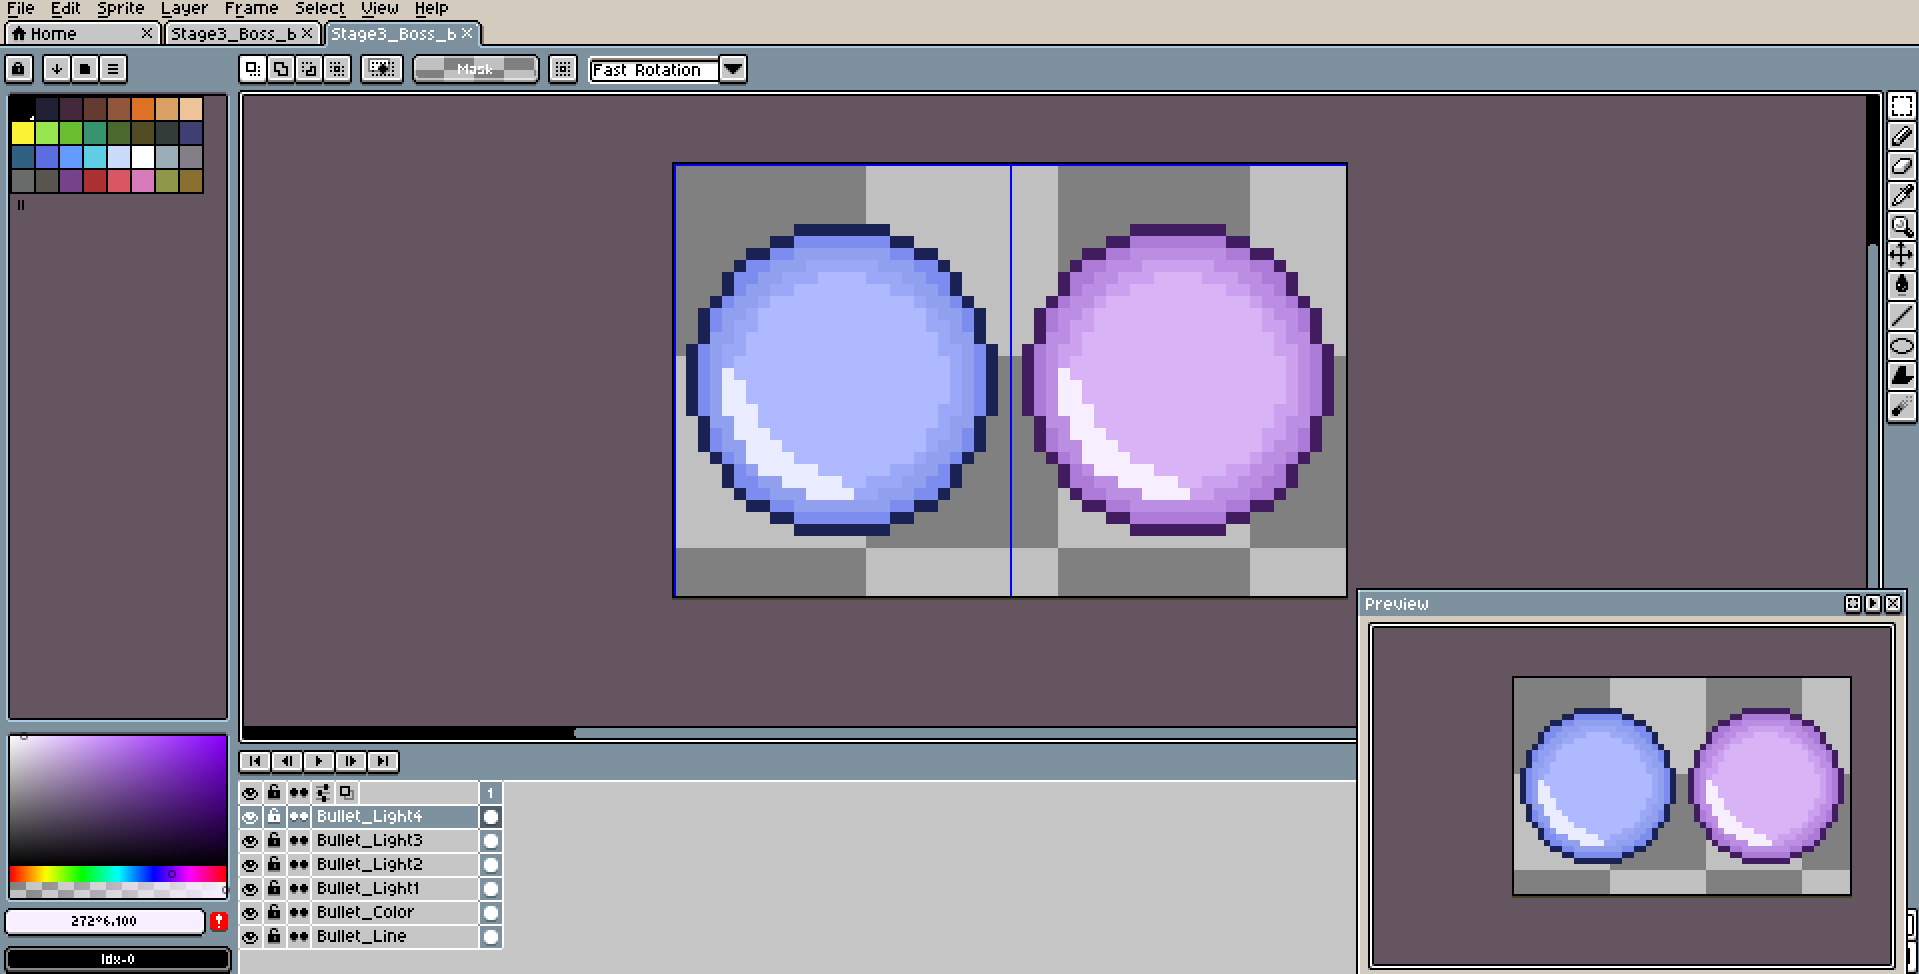 File Edit Sprite Layer Frame Select View Help
Home Stage3_Boss_b Stage3_Boss_b
Mask Fast Rotation
Preview
1
Bullet_Light4
Bullet_Light3
Bullet_Light2
Bullet_Light1
Bullet_Color
Bullet_Line
272°6.100
Idx-0